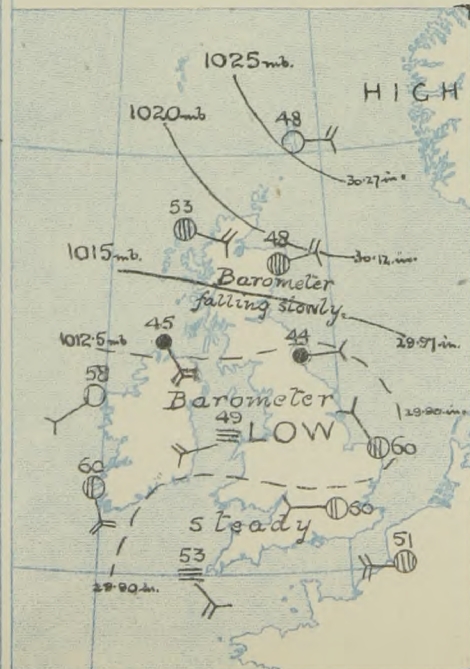 1025 mb.
HIGH
1020 mb
48
30·27 in.
53
48
1015 mb.
30·12 in.
Barometer
falling slowly.
1012·5 mb
45
44
29·97 in.
58
Barometer
29·90 in.
49
LOW
60
60
60
steady
53
51
29·90 in.